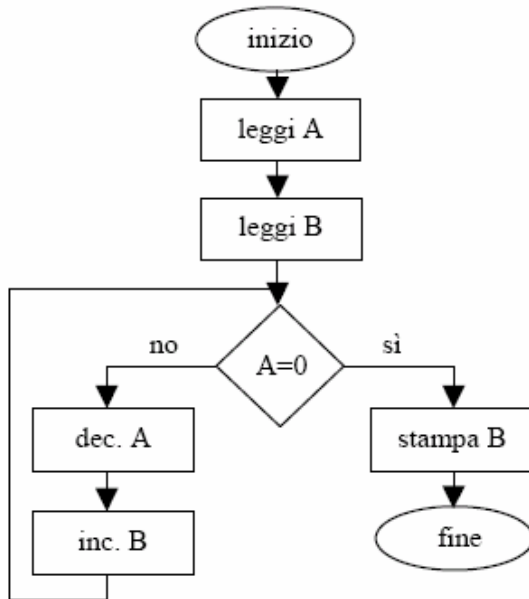 inizio
leggi A
leggi B
no
A=0
sì
dec. A
stampa B
inc. B
fine